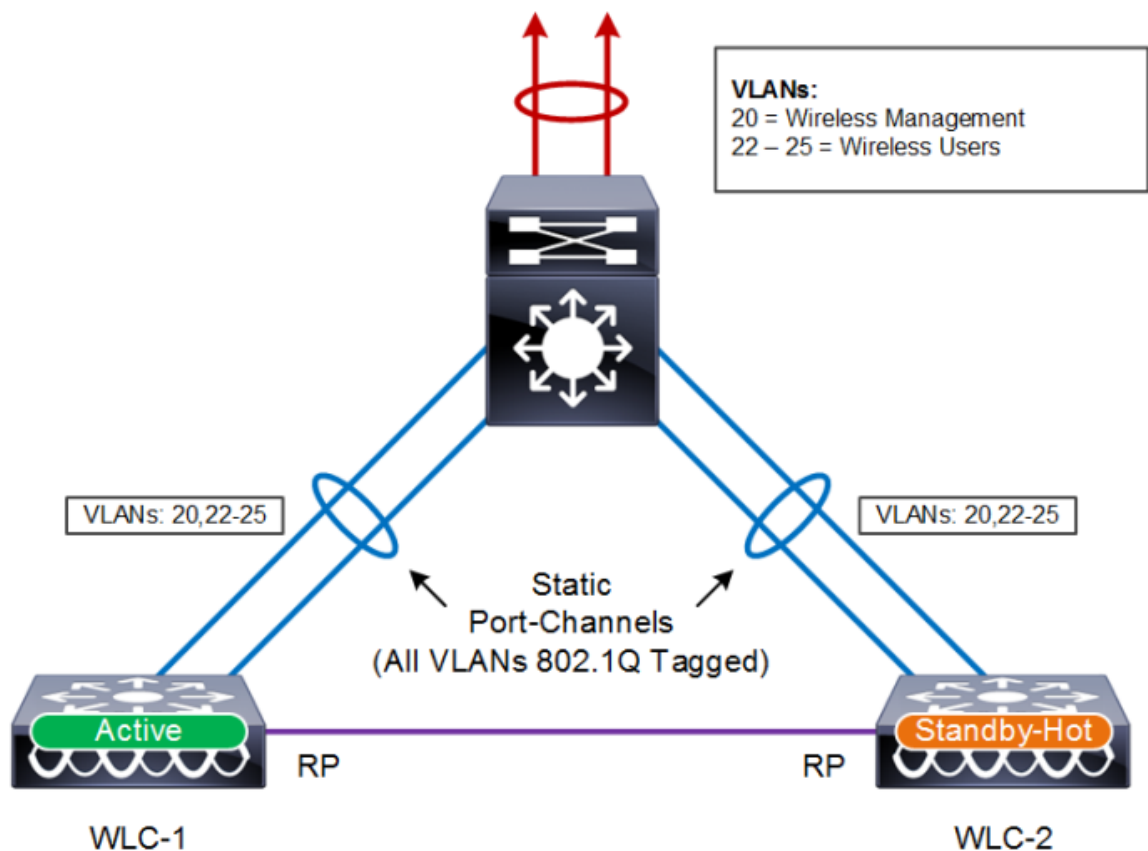 VLANs:
20 = Wireless Management
22 – 25 = Wireless Users
VLANs: 20,22-25
VLANs: 20,22-25
Static
Port-Channels
(All VLANs 802.1Q Tagged)
Active
Standby-Hot
RP
RP
WLC-1
WLC-2